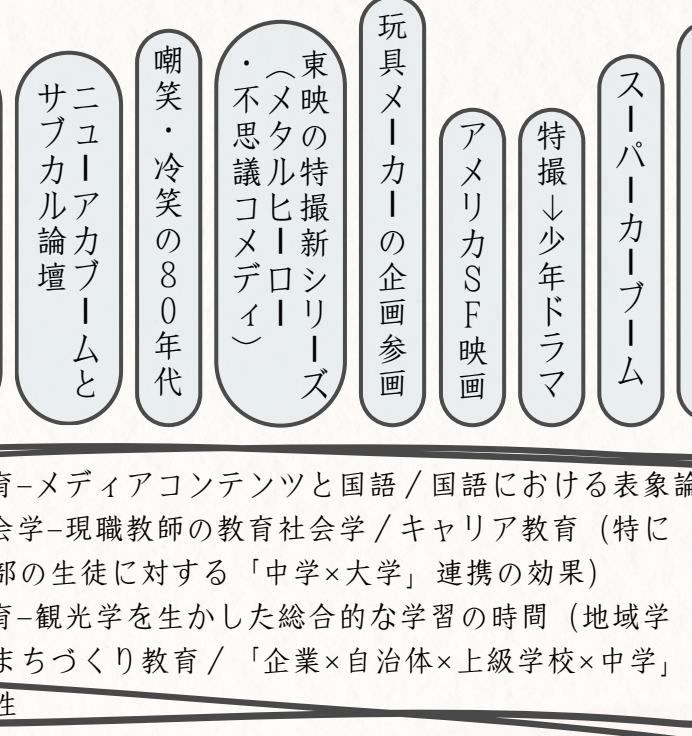 スーパーカーブーム
特撮→少年ドラマ
アメリカSF映画
玩具メーカーの企画参画
東映の特撮新シリーズ
（メタルヒーロー
・不思議コメディ）
嘲笑・冷笑の80年代
ニューアカブームと
サブカル論壇
育–メディアコンテンツと国語／国語における表象論
会学–現職教師の教育社会学／キャリア教育（特に
部の生徒に対する「中学×大学」連携の効果）
育–観光学を生かした総合的な学習の時間（地域学
まちづくり教育／「企業×自治体×上級学校×中学」
性